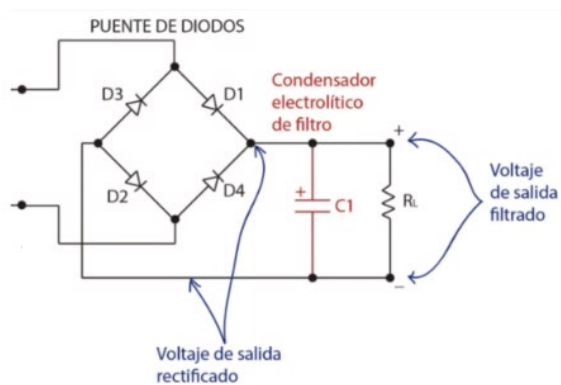 PUENTE DE DIODOS
D3
D1
Condensador
electrolítico
de filtro
D2
D4
+
C1
+
RL
−
Voltaje
de salida
filtrado
Voltaje de salida
rectificado